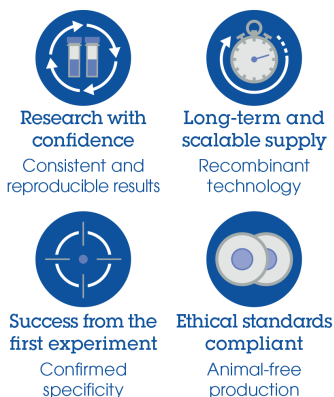 Research with
confidence
Consistent and
reproducible results
Long-term and
scalable supply
Recombinant
technology
Success from the
first experiment
Confirmed
specificity
Ethical standards
compliant
Animal-free
production